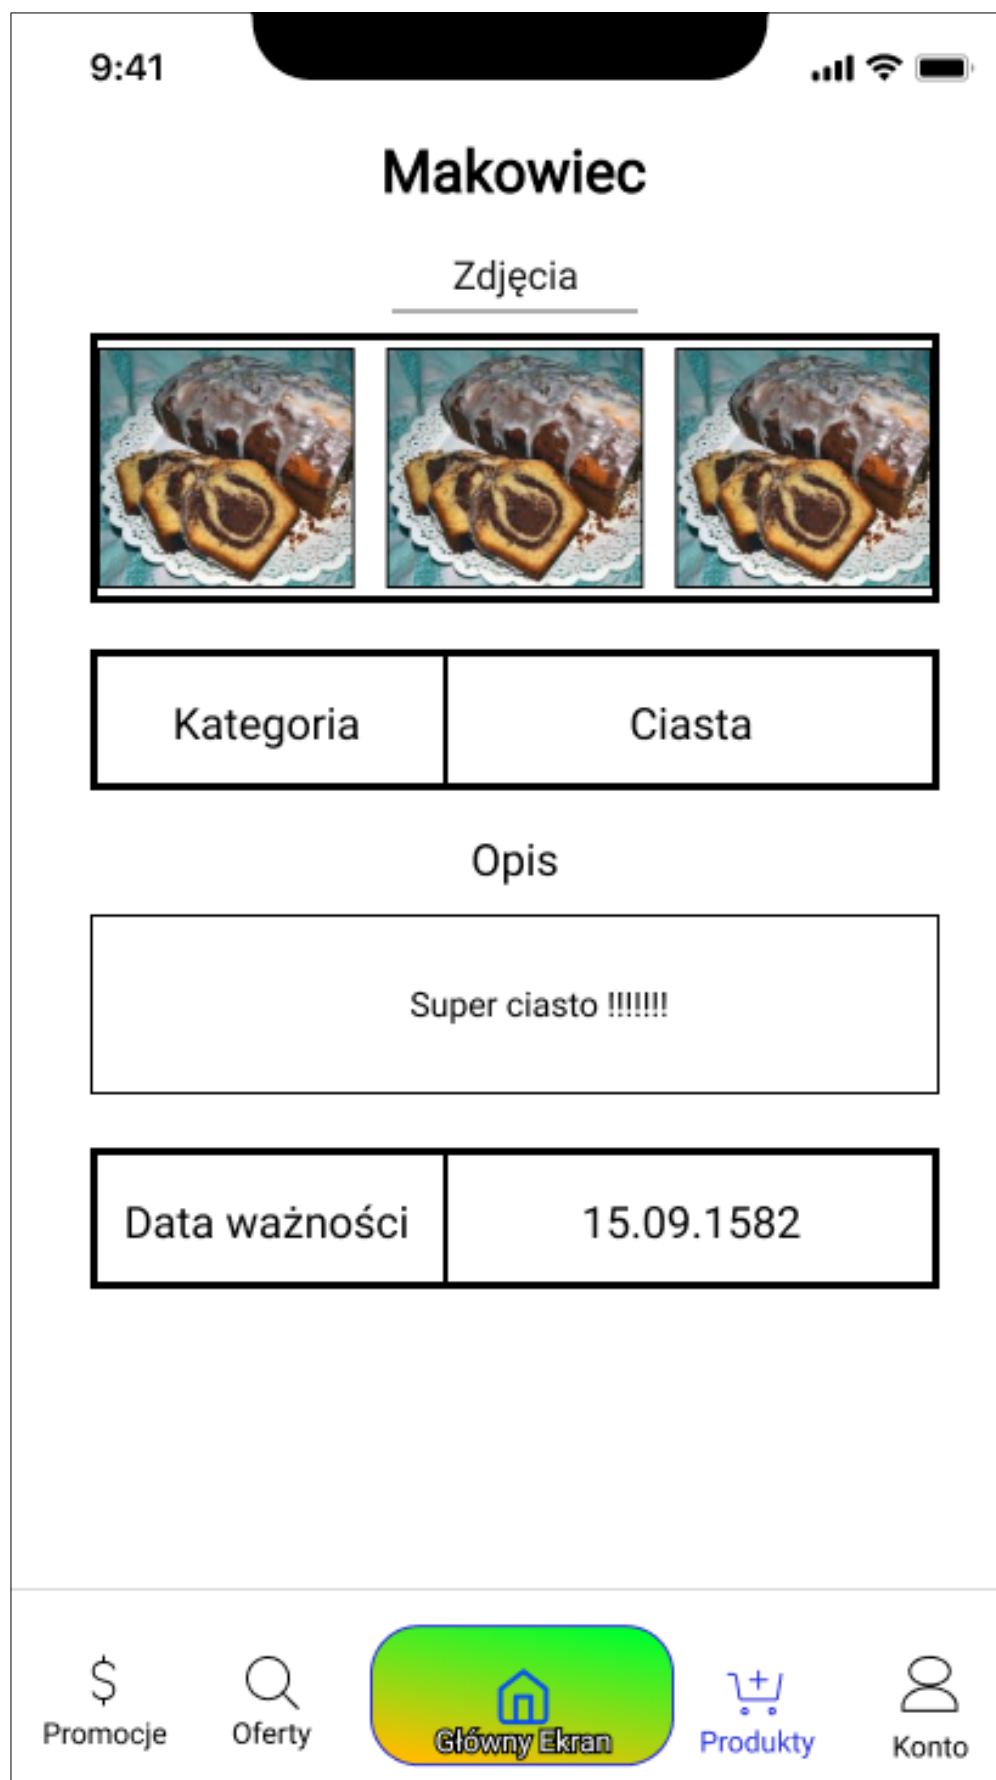 9:41
Makowiec
Zdjęcia
Kategoria
Ciasta
Opis
Super ciasto !!!!!!!
Data ważności
15.09.1582
Promocje
Oferty
Główny Ekran
Produkty
Konto